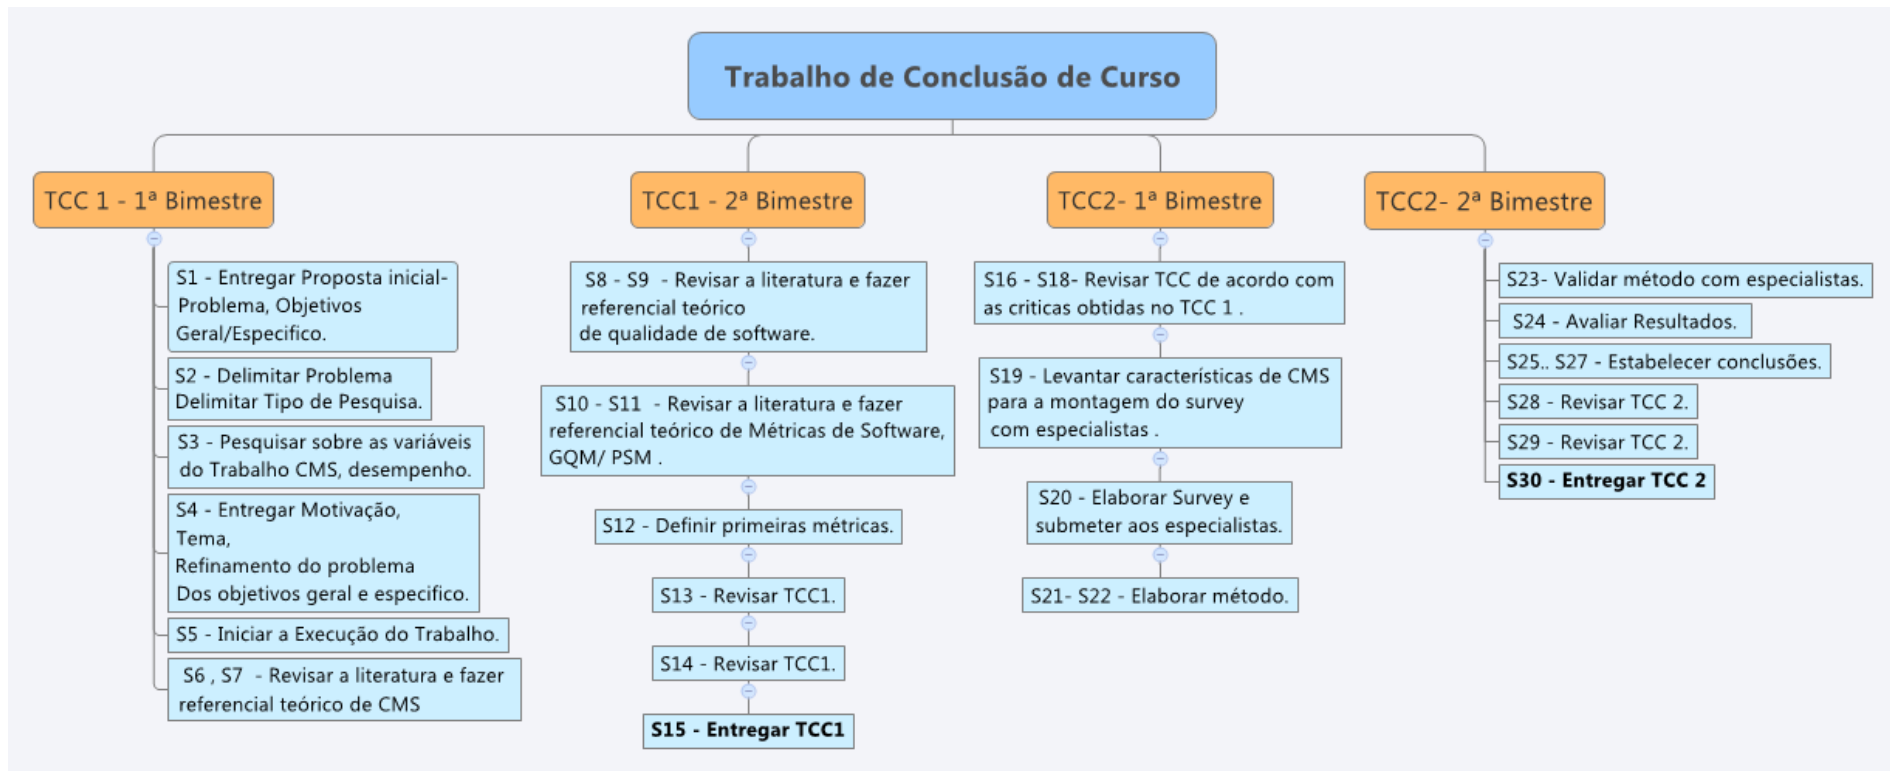 Trabalho de Conclusão de Curso
TCC 1 - 1ª Bimestre
S1 - Entregar Proposta inicial-
Problema, Objetivos
Geral/Especifico.
S2 - Delimitar Problema
Delimitar Tipo de Pesquisa.
S3 - Pesquisar sobre as variáveis
do Trabalho CMS, desempenho.
S4 - Entregar Motivação,
Tema,
Refinamento do problema
Dos objetivos geral e especifico.
S5 - Iniciar a Execução do Trabalho.
S6 , S7 - Revisar a literatura e fazer
referencial teórico de CMS
TCC1 - 2ª Bimestre
S8 - S9 - Revisar a literatura e fazer
referencial teórico
de qualidade de software.
S10 - S11 - Revisar a literatura e fazer
referencial teórico de Métricas de Software,
GQM/ PSM .
S12 - Definir primeiras métricas.
S13 - Revisar TCC1.
S14 - Revisar TCC1.
S15 - Entregar TCC1
TCC2- 1ª Bimestre
S16 - S18- Revisar TCC de acordo com
as criticas obtidas no TCC 1 .
S19 - Levantar características de CMS
para a montagem do survey
com especialistas .
S20 - Elaborar Survey e
submeter aos especialistas.
S21- S22 - Elaborar método.
TCC2- 2ª Bimestre
S23- Validar método com especialistas.
S24 - Avaliar Resultados.
S25.. S27 - Estabelecer conclusões.
S28 - Revisar TCC 2.
S29 - Revisar TCC 2.
S30 - Entregar TCC 2